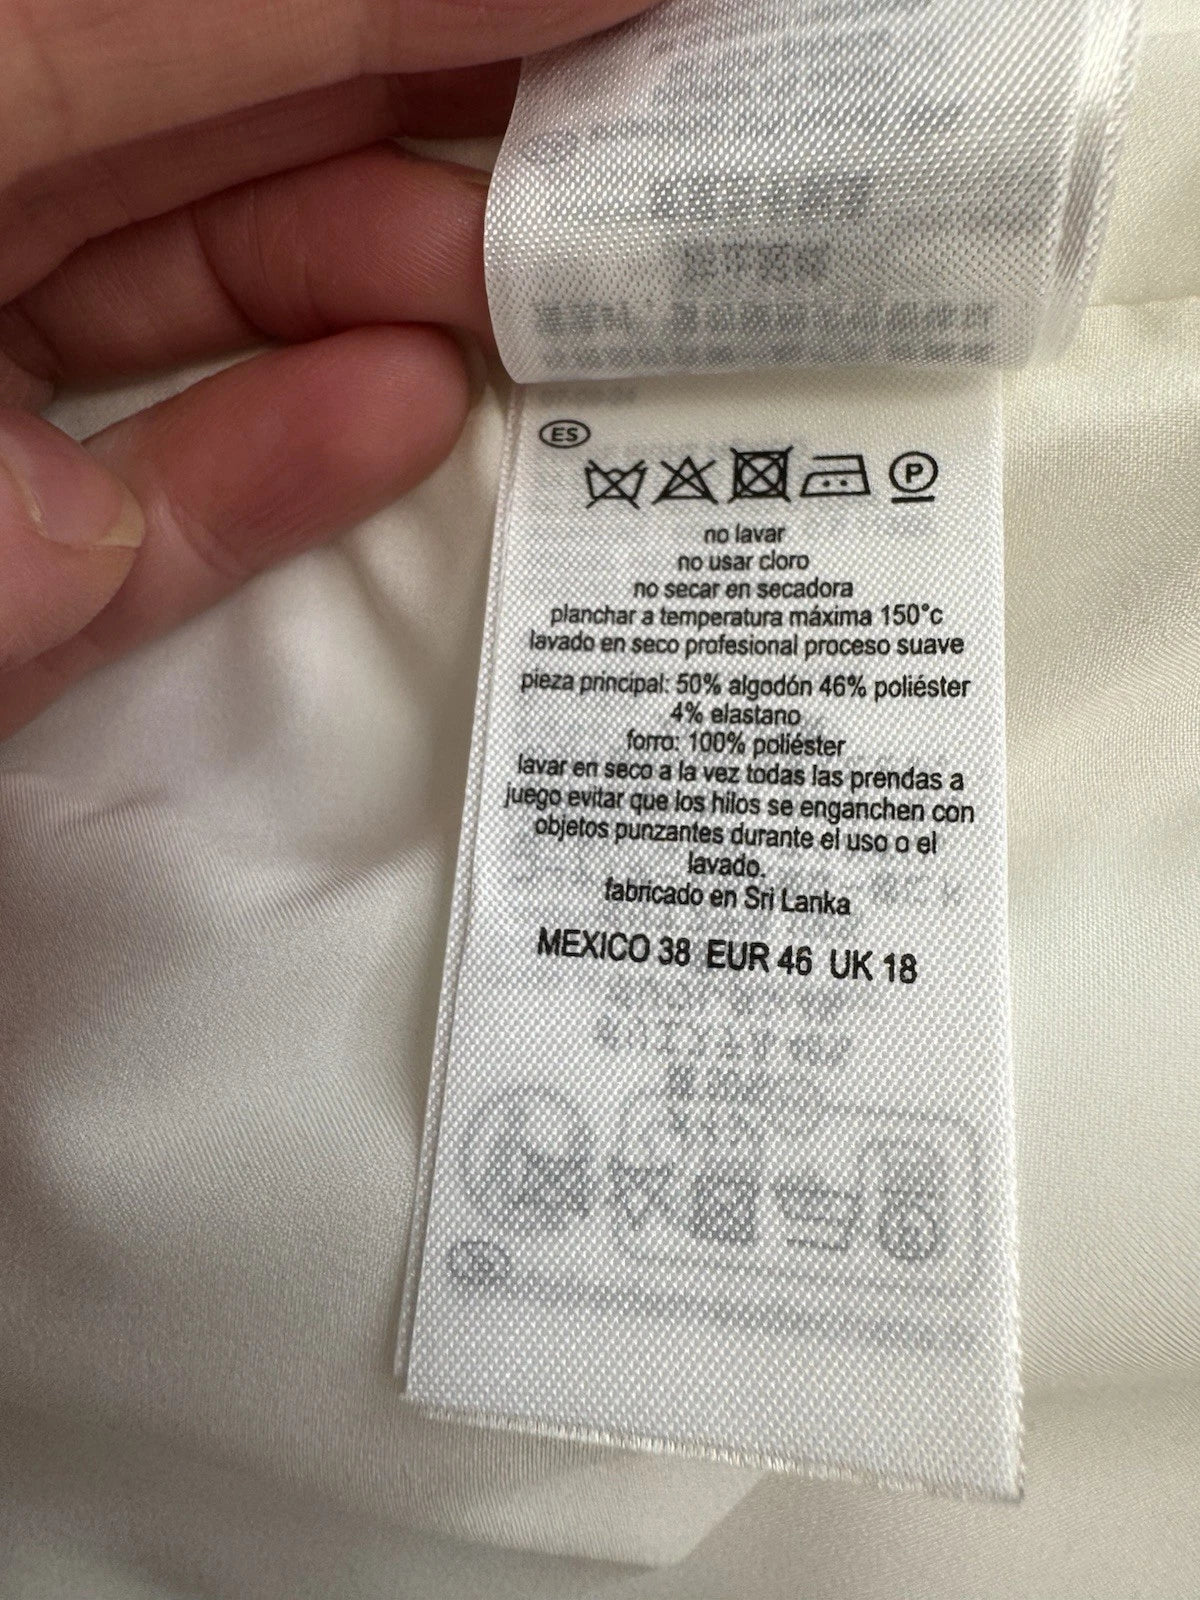 ES
P
no lavar
no usar cloro
no secar en secadora
planchar a temperatura máxima 150°c
lavado en seco profesional proceso suave
pieza principal: 50% algodón 46% poliéster
4% elastano
forro: 100% poliéster
lavar en seco a la vez todas las prendas a
juego evitar que los hilos se enganchen con
objetos punzantes durante el uso o el
lavado.
fabricado en Sri Lanka
MEXICO 38 EUR 46 UK 18